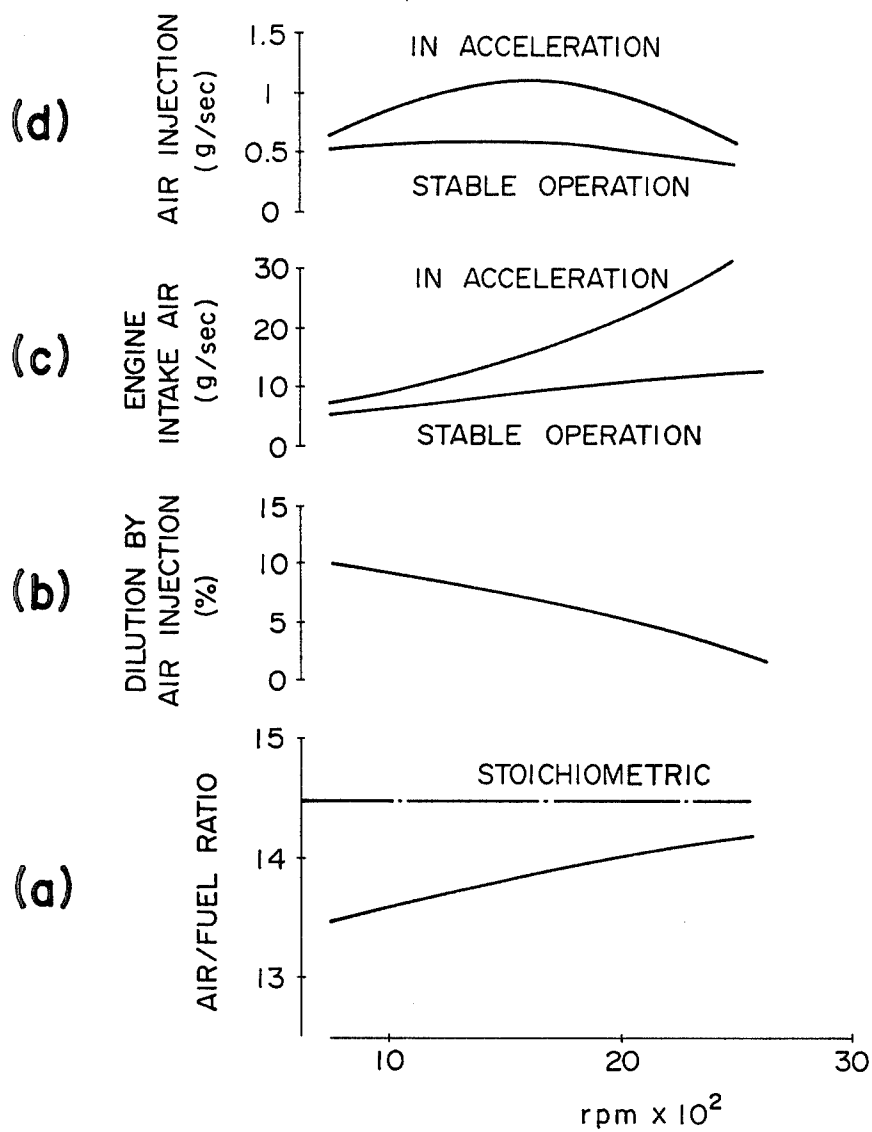 (d)
AIR INJECTION
(g/sec)
1.5
1
0.5
0
IN ACCELERATION
STABLE OPERATION
(c)
ENGINE
INTAKE AIR
(g/sec)
30
20
10
0
IN ACCELERATION
STABLE OPERATION
(b)
DILUTION BY
AIR INJECTION
(%)
15
10
5
0
(a)
AIR/FUEL RATIO
15
14
13
STOICHIOMETRIC
10
20
30
rpm x 10²